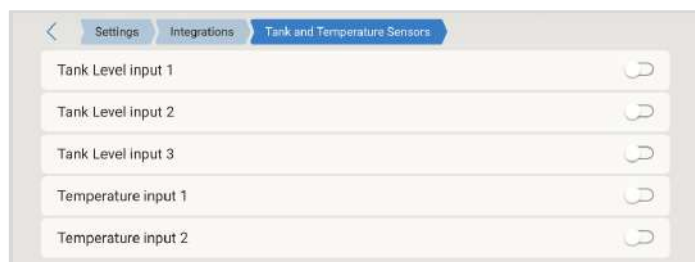 Settings Integrations Tank and Temperature Sensors
Tank Level input 1
Tank Level input 2
Tank Level input 3
Temperature input 1
Temperature input 2